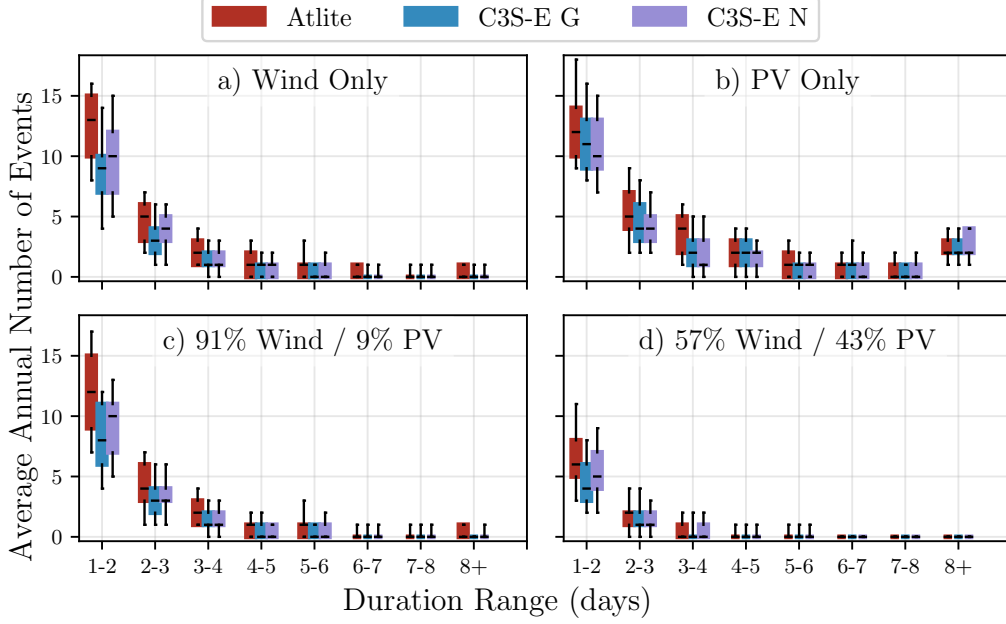 Atlite C3S-E G C3S-E N
a) Wind Only
b) PV Only
15
10
5
0
c) 91% Wind / 9% PV
d) 57% Wind / 43% PV
15
10
5
0
1-2 2-3 3-4 4-5 5-6 6-7 7-8 8+
1-2 2-3 3-4 4-5 5-6 6-7 7-8 8+
Average Annual Number of Events
Duration Range (days)